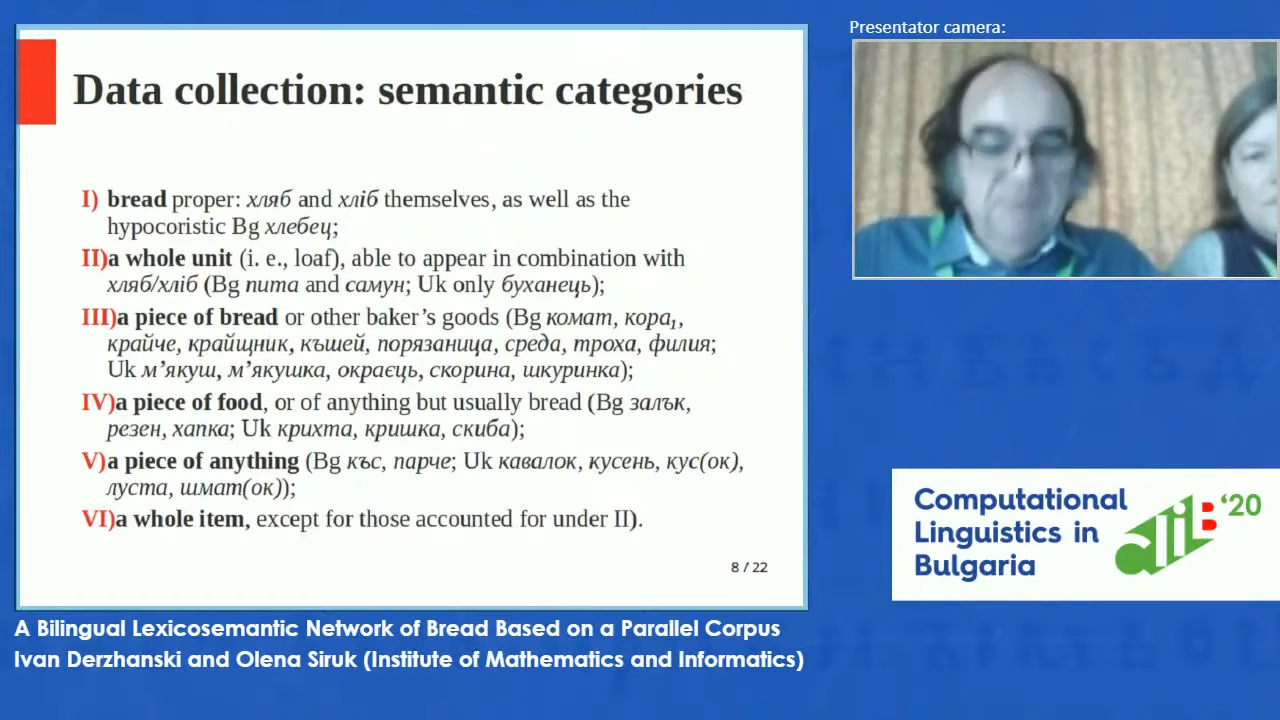 Presentator camera:
Data collection: semantic categories
I) bread proper: хляб and хліб themselves, as well as the
hypocoristic Bg хлебец;
II)a whole unit (i. e., loaf), able to appear in combination with
хляб/хліб (Bg пита and самун; Uk only буханець);
III)a piece of bread or other baker’s goods (Bg комат, кора₁,
крайче, крайщник, къшей, порязаница, среда, троха, филия;
Uk м’якуш, м’якушка, окраєць, скорина, шкуринка);
IV)a piece of food, or of anything but usually bread (Bg залък,
резен, хапка; Uk крихта, кришка, скиба);
V)a piece of anything (Bg къс, парче; Uk кавалок, кусень, кус(ок),
луста, шмат(ок));
VI)a whole item, except for those accounted for under II).
8 / 22
Computational
Linguistics in
Bulgaria
clib '20
A Bilingual Lexicosemantic Network of Bread Based on a Parallel Corpus
Ivan Derzhanski and Olena Siruk (Institute of Mathematics and Informatics)